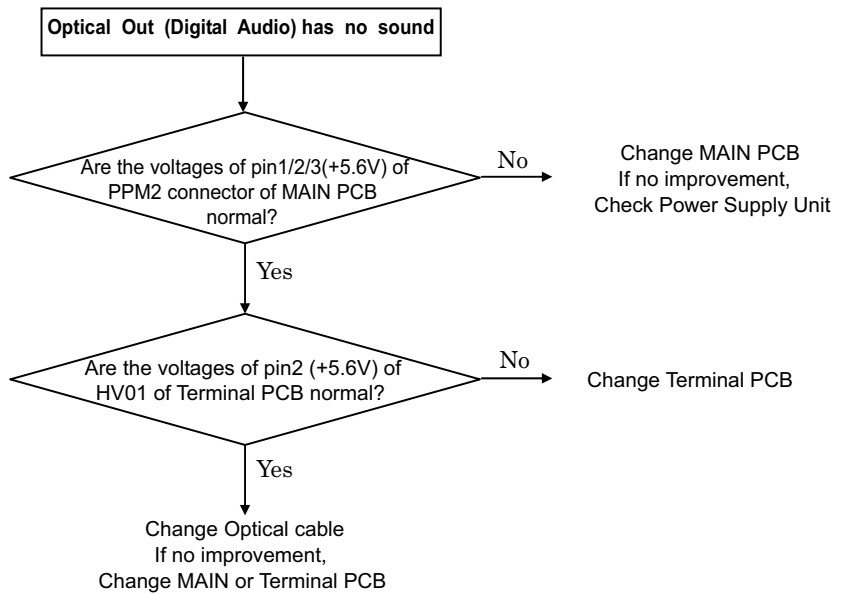 Optical Out (Digital Audio) has no sound
Are the voltages of pin1/2/3(+5.6V) of
PPM2 connector of MAIN PCB
normal?
No
Change MAIN PCB
If no improvement,
Check Power Supply Unit
Yes
Are the voltages of pin2 (+5.6V) of
HV01 of Terminal PCB normal?
No
Change Terminal PCB
Yes
Change Optical cable
If no improvement,
Change MAIN or Terminal PCB